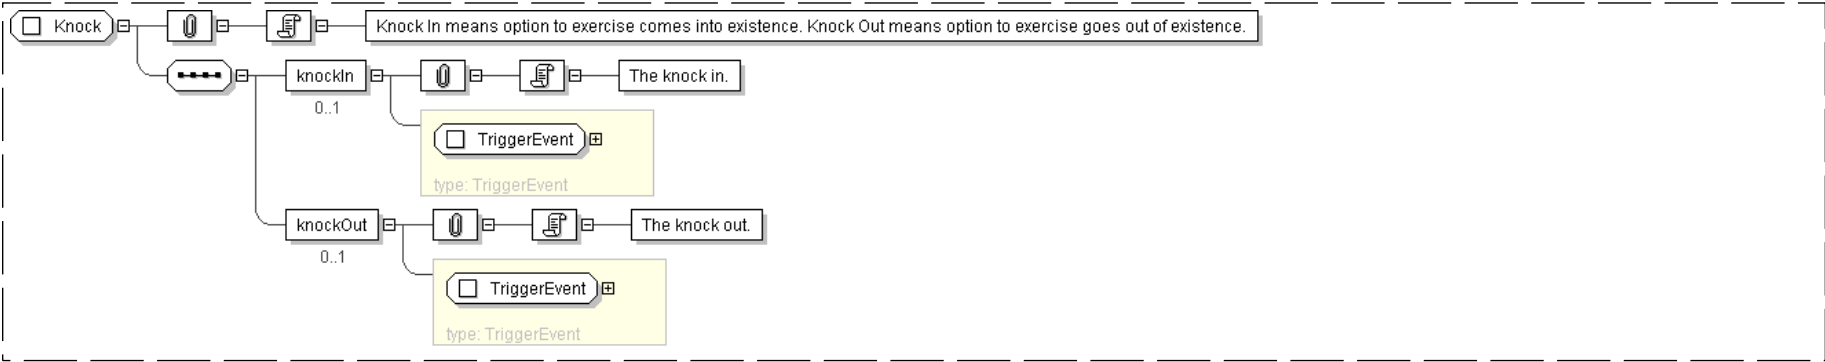 Knock
Knock In means option to exercise comes into existence. Knock Out means option to exercise goes out of existence.
knockIn
The knock in.
0..1
TriggerEvent
type: TriggerEvent
knockOut
The knock out.
0..1
TriggerEvent
type: TriggerEvent